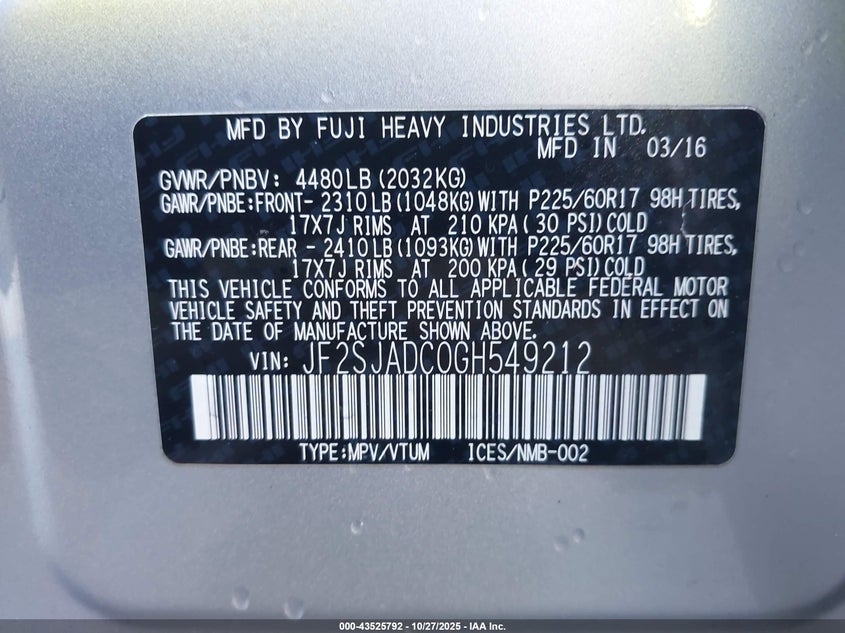 MFD BY FUJI HEAVY INDUSTRIES LTD.
MFD IN 03/16
GVWR/PNBV: 4480LB (2032KG)
GAWR/PNBE:FRONT- 2310LB (1048KG) WITH P225/60R17 98H TIRES,
17X7J RIMS AT 210 KPA( 30 PSI) COLD
GAWR/PNBE:REAR - 2410LB (1093KG) WITH P225/60R17 98H TIRES,
17X7J RIMS AT 200 KPA( 29 PSI) COLD
THIS VEHICLE CONFORMS TO ALL APPLICABLE FEDERAL MOTOR
VEHICLE SAFETY AND THEFT PREVENTION STANDARDS IN EFFECT ON
THE DATE OF MANUFACTURE SHOWN ABOVE.
VIN: JF2SJADC0GH549212
TYPE:MPV/VTUM ICES/NMB-002
000-43525792 - 10/27/2025 - IAA Inc.